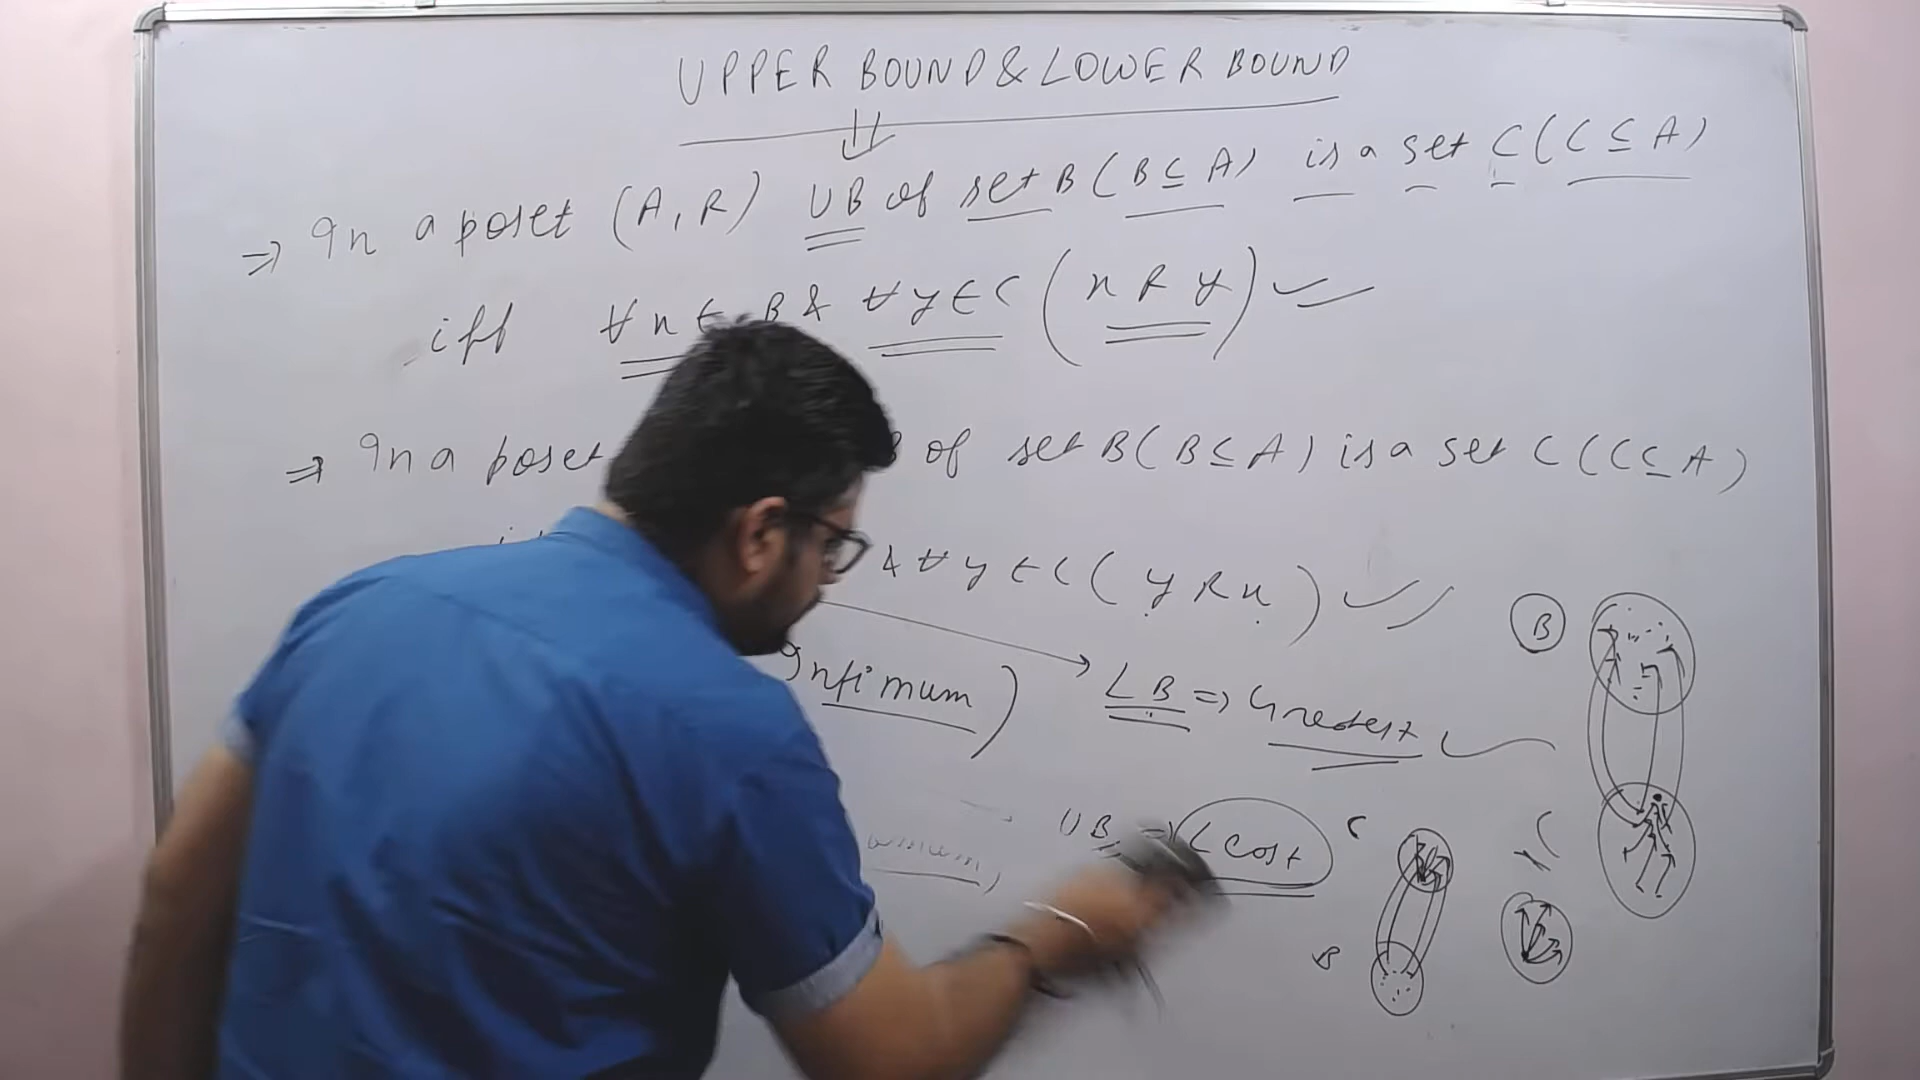 UPPER BOUND & LOWER BOUND
⇒ In a poset (A, R) UB of set B (B ⊆ A) is a set C (C ⊆ A)
iff ∀x ∈ B & ∀y ∈ C (x R y)
⇒ In a poset of set B (B ⊆ A) is a set C (C ⊆ A)
& ∀y ∈ C (y R x)
B
Infimum)
LB ⇒ Greatest
UB ⇒ Least
C
C
B